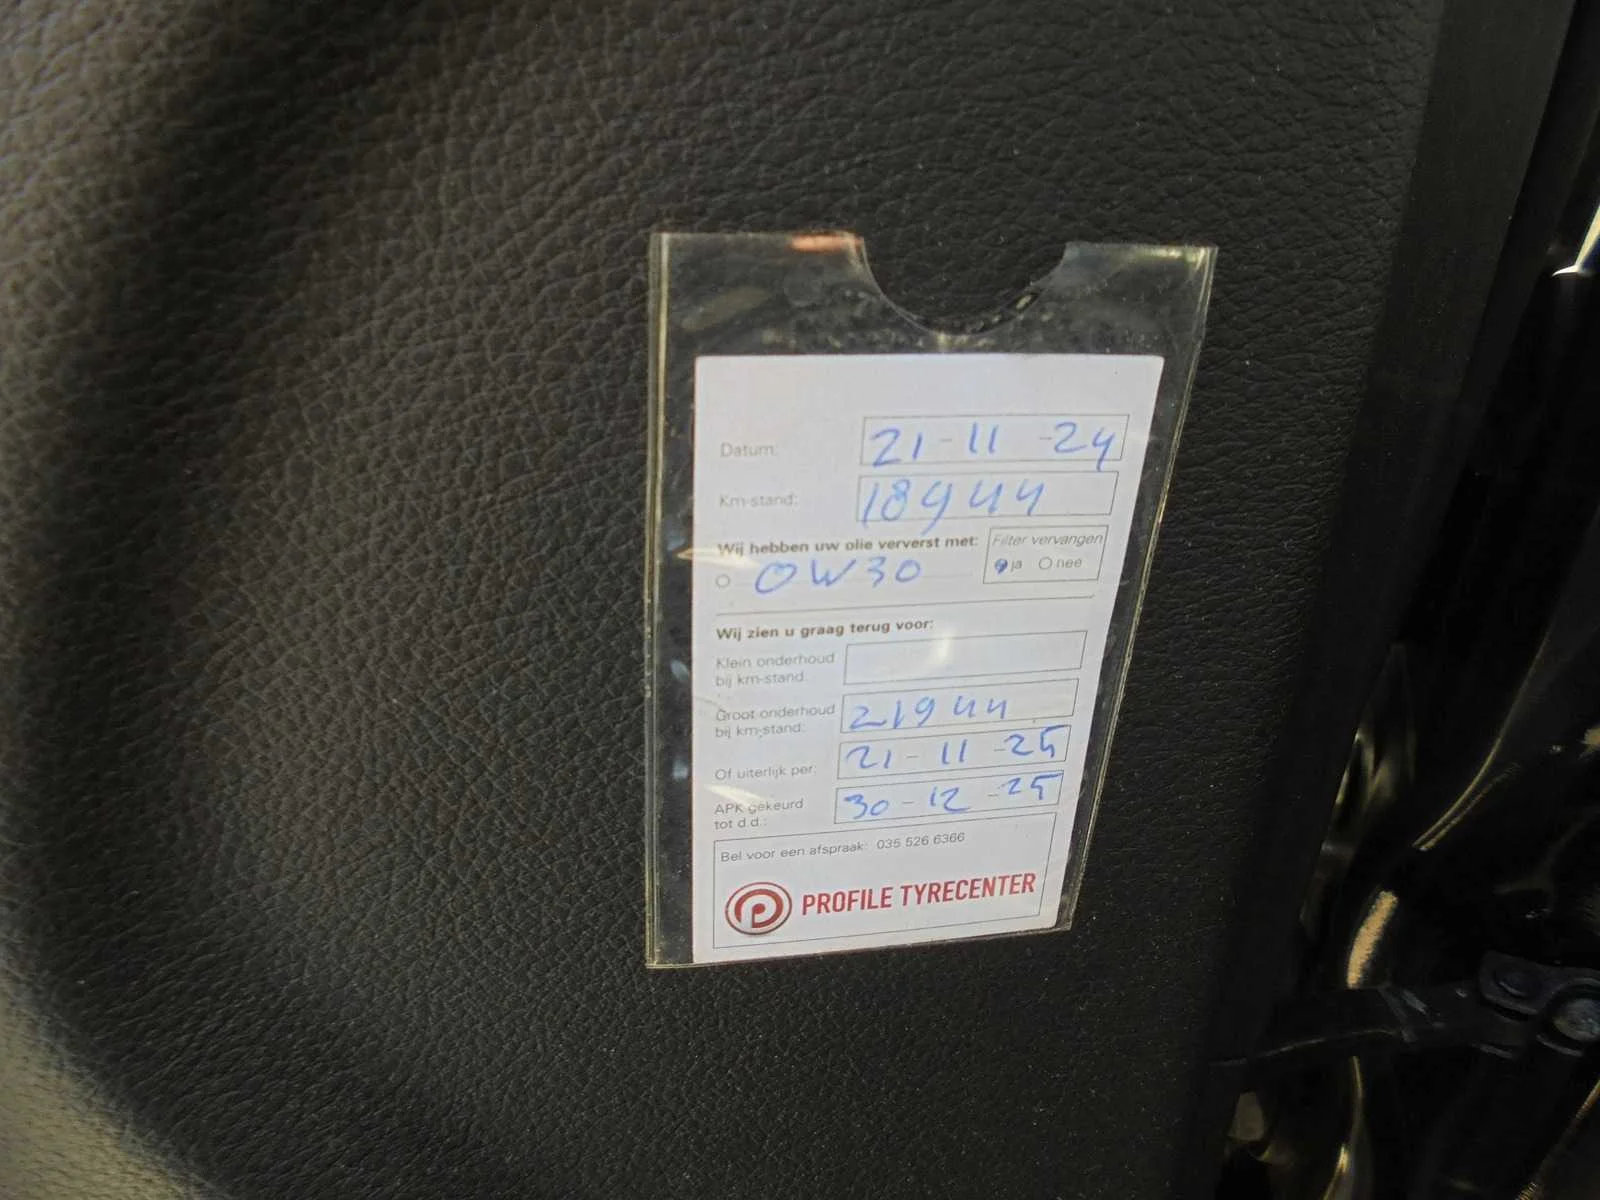 Datum: 21-11-24
Km-stand: 18944
Wij hebben uw olie ververst met:
Filter vervangen
0W30
ja nee
Wij zien u graag terug voor:
Klein onderhoud
bij km-stand.
Groot onderhoud
bij km-stand: 21944
Of uiterlijk per: 21-11-25
APK gekeurd
tot d.d.: 30-12-25
Bel voor een afspraak: 035 526 6366
PROFILE TYRECENTER